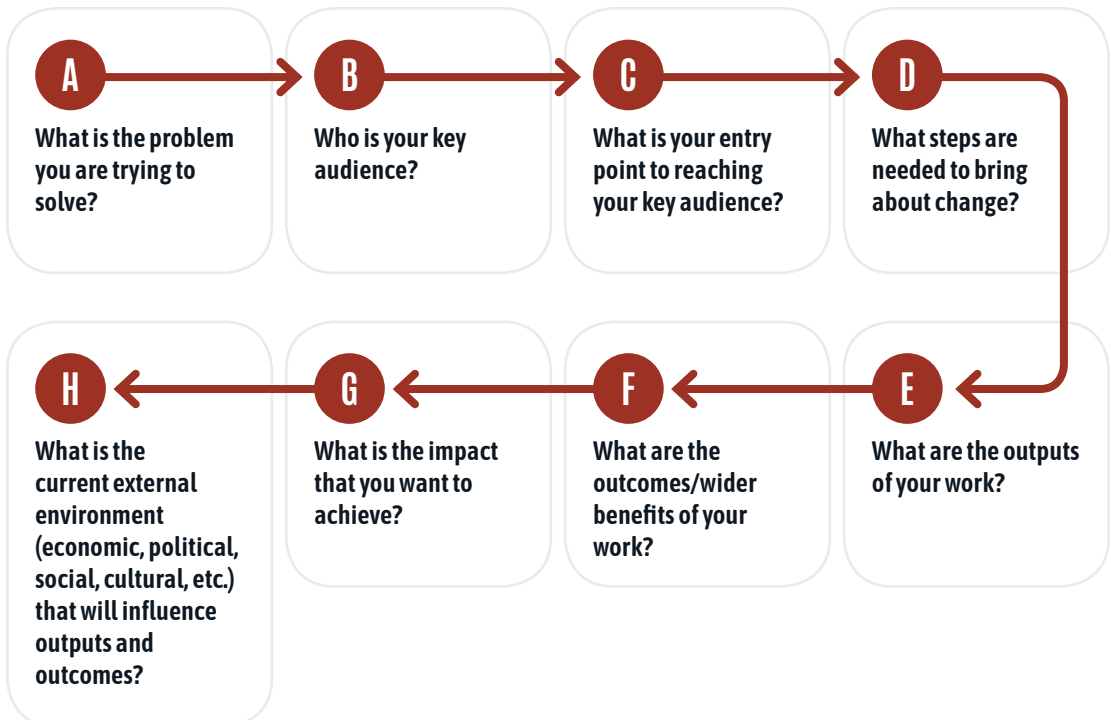 A
What is the problem
you are trying to
solve?
B
Who is your key
audience?
C
What is your entry
point to reaching
your key audience?
D
What steps are
needed to bring
about change?
E
What are the outputs
of your work?
F
What are the
outcomes/wider
benefits of your
work?
G
What is the impact
that you want to
achieve?
H
What is the
current external
environment
(economic, political,
social, cultural, etc.)
that will influence
outputs and
outcomes?